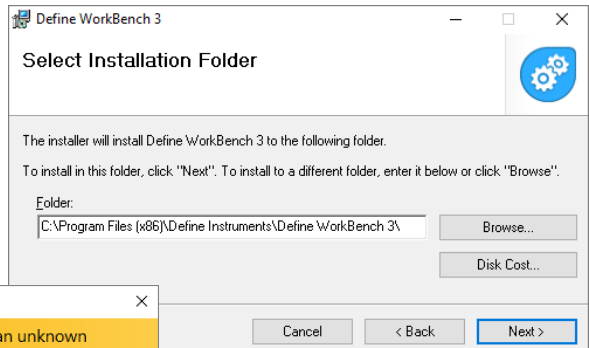 Define WorkBench 3
Select Installation Folder
The installer will install Define WorkBench 3 to the following folder.
To install in this folder, click "Next". To install to a different folder, enter it below or click "Browse".
Folder:
C:\Program Files (x86)\Define Instruments\Define WorkBench 3\
Browse...
Disk Cost...
an unknown
Cancel
< Back
Next >